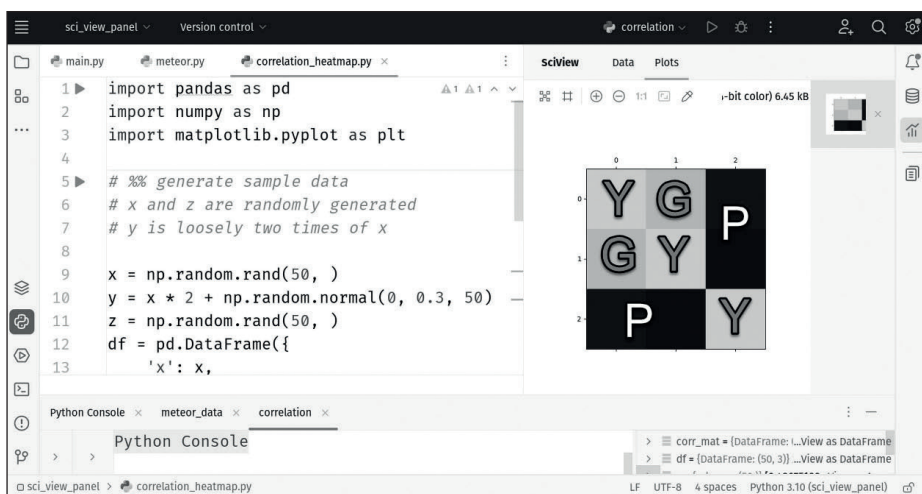 sci_view_panel Version control correlation
main.py meteor.py correlation_heatmap.py
1 import pandas as pd 1 1
2 import numpy as np
3 import matplotlib.pyplot as plt
4
5 # %% generate sample data
6 # x and z are randomly generated
7 # y is loosely two times of x
8
9 x = np.random.rand(50, )
10 y = x * 2 + np.random.normal(0, 0.3, 50)
11 z = np.random.rand(50, )
12 df = pd.DataFrame({
13 'x': x,
SciView Data Plots
1:1 -bit color) 6.45 kB
0 1 2
0 Y G P
1 G Y
2 P Y
Python Console meteor_data correlation
Python Console
corr_mat = {DataFrame: ...View as DataFrame
df = {DataFrame: (50, 3)} ...View as DataFrame
sci_view_panel > correlation_heatmap.py LF UTF-8 4 spaces Python 3.10 (sci_view_panel)